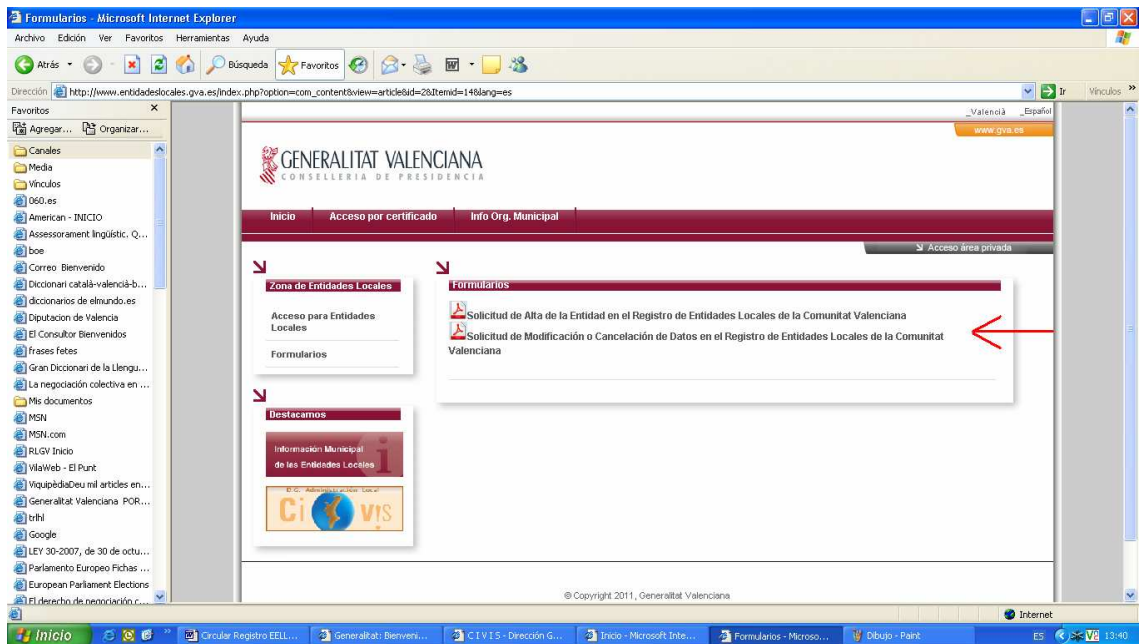 Formularios - Microsoft Internet Explorer
Archivo Edición Ver Favoritos Herramientas Ayuda
Atrás Búsqueda Favoritos
Dirección http://www.entidadeslocales.gva.es/index.php?option=com_content&view=article&id=2&Itemid=14&lang=es Ir Vínculos »
Favoritos ×
Agregar... Organizar...
Canales
Media
Vínculos
060.es
American - INICIO
Assessorament lingüístic. Q...
boe
Correo Bienvenido
Diccionari català-valencià-b...
diccionarios de elmundo.es
Diputacion de Valencia
El Consultor Bienvenidos
frases fetes
Gran Diccionari de la Llengu...
La negociación colectiva en ...
Mis documentos
MSN
MSN.com
RLGV Inicio
VilaWeb - El Punt
ViquipèdiaDeu mil articles en...
Generalitat Valenciana POR...
trlhl
Google
LEY 30-2007, de 30 de octu...
Parlamento Europeo Fichas ...
European Parliament Elections
El derecho de negociación c...
_Valencià _Español
www.gva.es
GENERALITAT VALENCIANA
CONSELLERIA DE PRESIDENCIA
Inicio Acceso por certificado Info Org. Municipal
Acceso área privada
Zona de Entidades Locales
Acceso para Entidades
Locales
Formularios
Destacamos
Información Municipal
de les Entidades Locales
D.G. Administración Local
Civis
Formularios
Solicitud de Alta de la Entidad en el Registro de Entidades Locales de la Comunitat Valenciana
Solicitud de Modificación o Cancelación de Datos en el Registro de Entidades Locales de la Comunitat
Valenciana
© Copyright 2011, Generalitat Valenciana
Internet
Inicio » Circular Registro EELL... Generalitat: Bienveni... C I V I S - Dirección G... Inicio - Microsoft Inte... Formularios - Microso... Dibujo - Paint ES 13:40